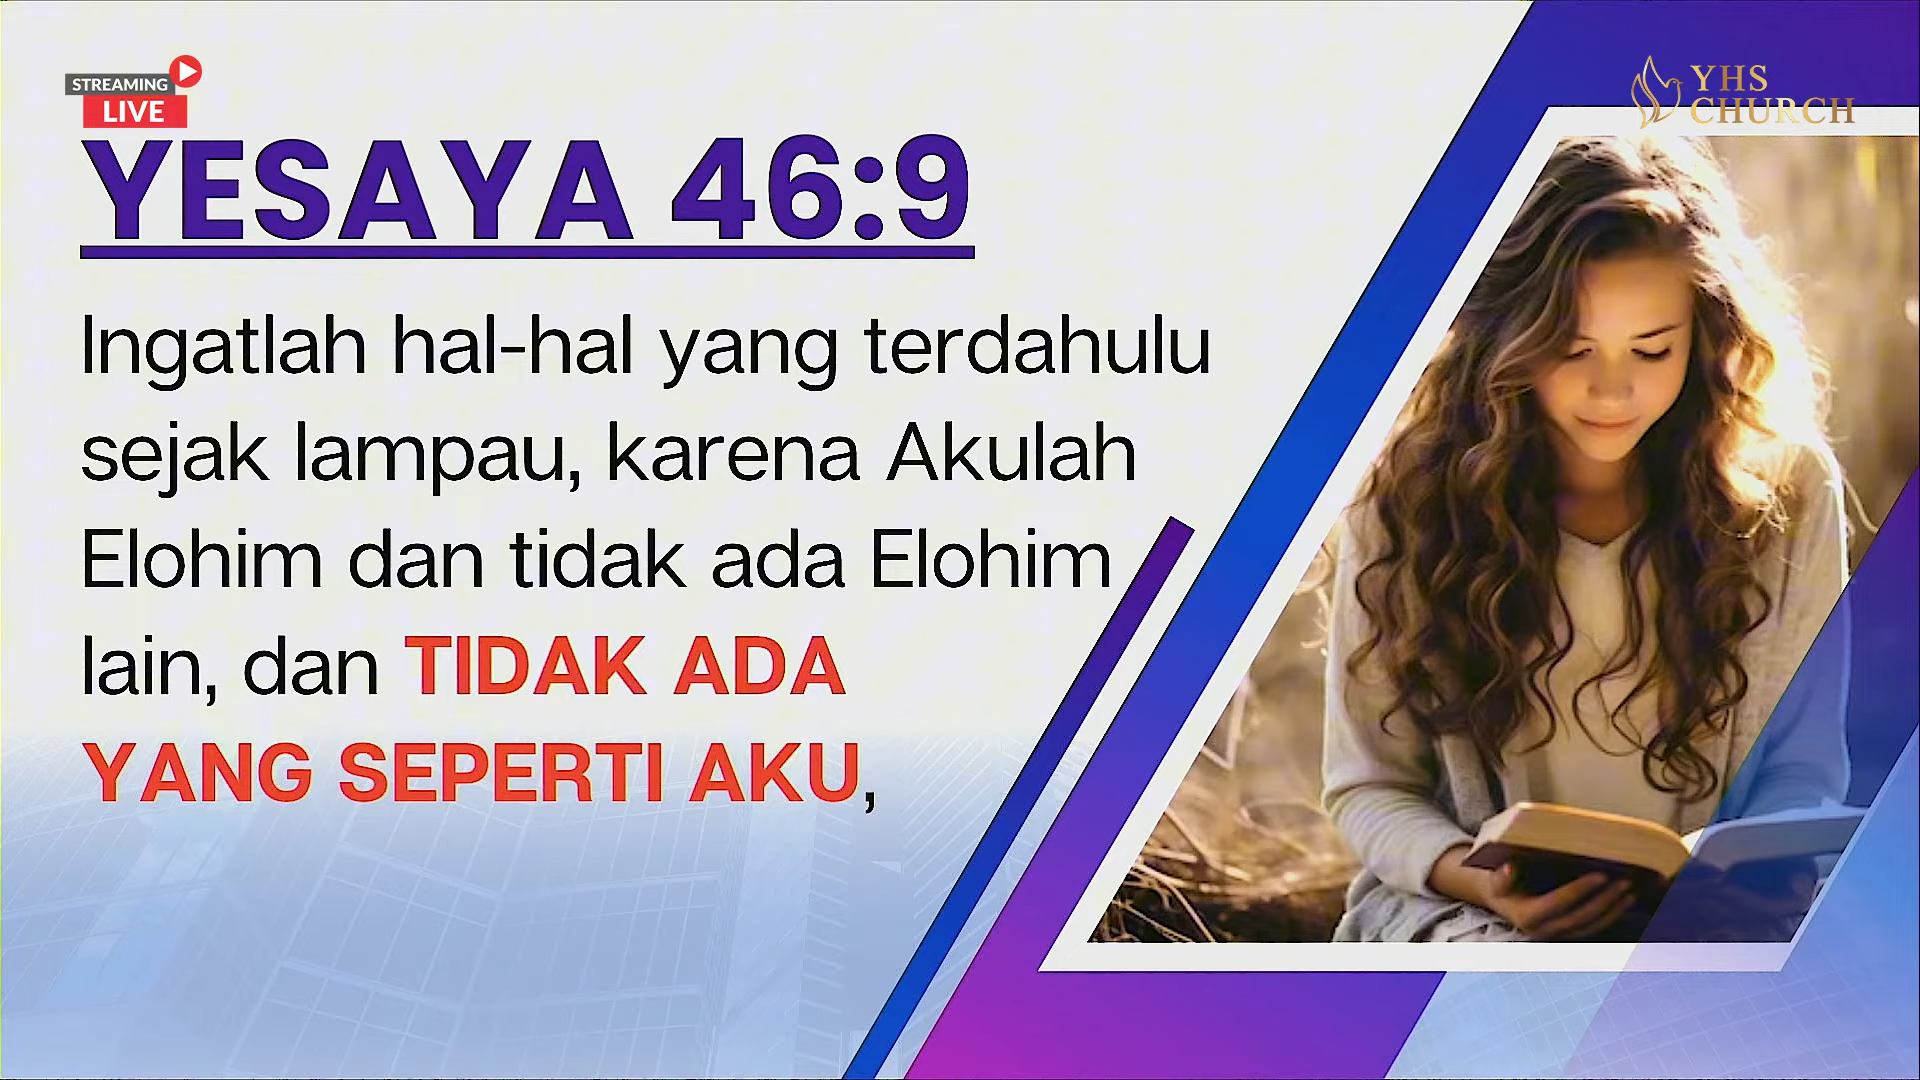 STREAMING
LIVE
YHS
CHURCH
YESAYA 46:9
Ingatlah hal-hal yang terdahulu
sejak lampau, karena Akulah
Elohim dan tidak ada Elohim
lain, dan TIDAK ADA
YANG SEPERTI AKU,